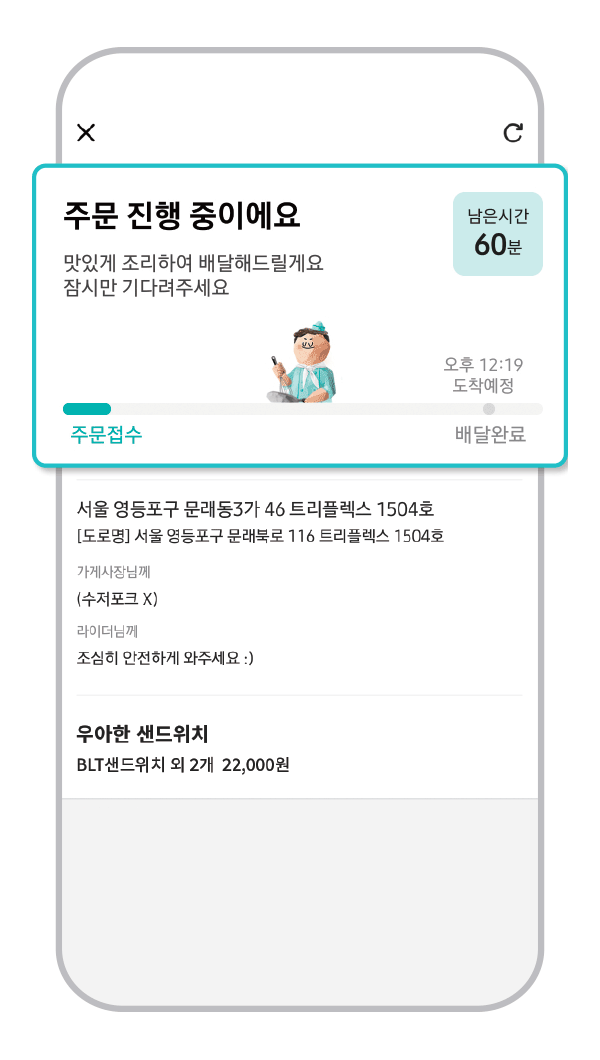 주문 진행 중이에요
맛있게 조리하여 배달해드릴게요
잠시만 기다려주세요
남은시간
60분
오후 12:19
도착예정
주문접수
배달완료
서울 영등포구 문래동3가 46 트리플렉스 1504호
[도로명] 서울 영등포구 문래북로 116 트리플렉스 1504호
가게사장님께
(수저포크 X)
라이더님께
조심히 안전하게 와주세요 :)
우아한 샌드위치
BLT샌드위치 외 2개 22,000원